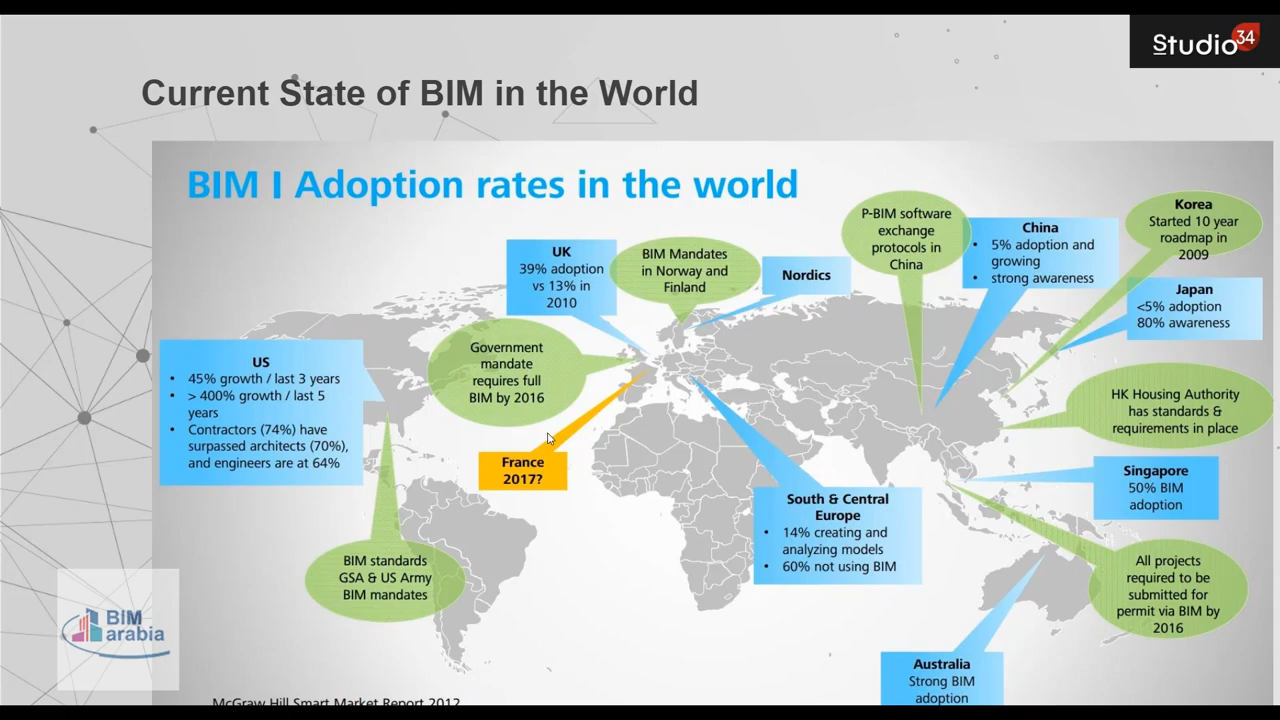 Studio34
Current State of BIM in the World
BIM I Adoption rates in the world
UK
39% adoption
vs 13% in
2010
BIM Mandates
in Norway and
Finland
Nordics
P-BIM software
exchange
protocols in
China
China
• 5% adoption and
growing
• strong awareness
Korea
Started 10 year
roadmap in
2009
Japan
<5% adoption
80% awareness
US
• 45% growth / last 3 years
• > 400% growth / last 5
years
• Contractors (74%) have
surpassed architects (70%),
and engineers are at 64%
Government
mandate
requires full
BIM by 2016
France
2017?
HK Housing Authority
has standards &
requirements in place
Singapore
50% BIM
adoption
South & Central
Europe
• 14% creating and
analyzing models
• 60% not using BIM
BIM standards
GSA & US Army
BIM mandates
All projects
required to be
submitted for
permit via BIM by
2016
Australia
Strong BIM
adoption
BIM
arabia
McGraw Hill Smart Market Report 2012